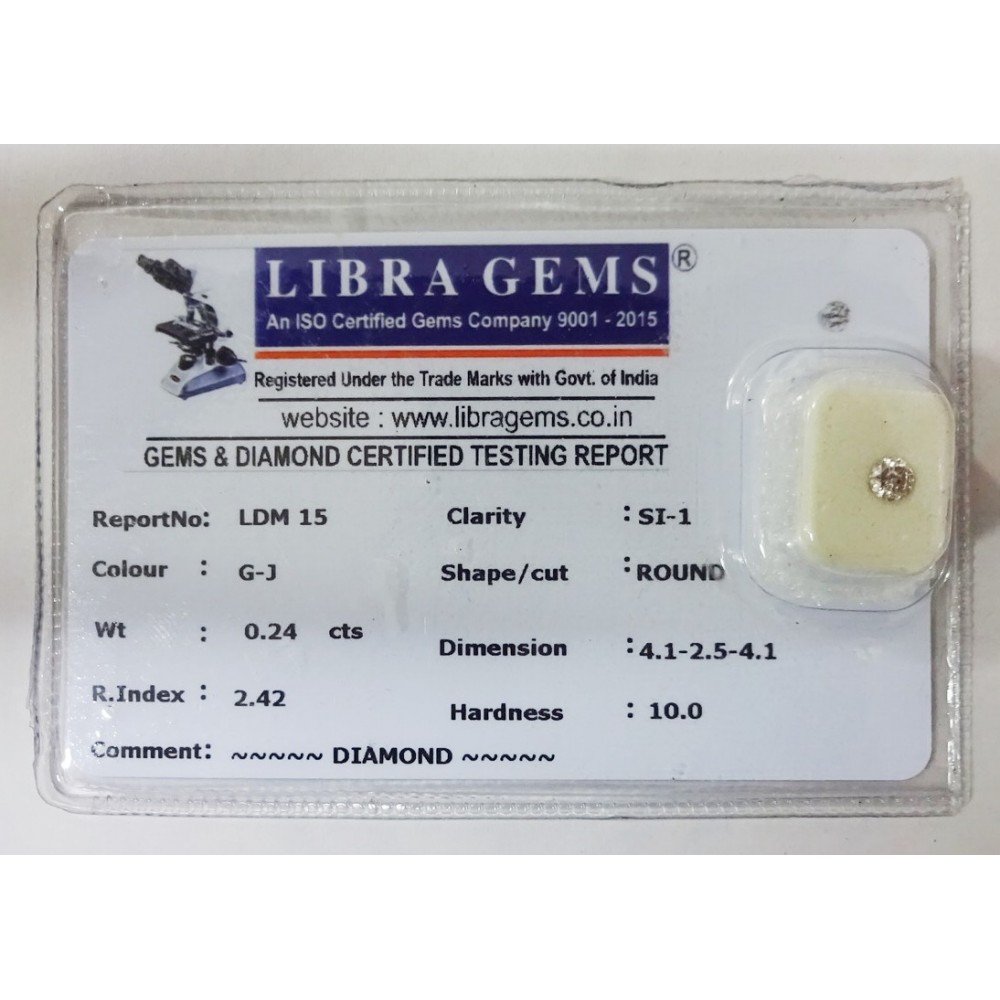 LIBRA GEMS ®
An ISO Certified Gems Company 9001 - 2015
Registered Under the Trade Marks with Govt. of India
website : www.libragems.co.in
GEMS & DIAMOND CERTIFIED TESTING REPORT
ReportNo: LDM 15 Clarity : SI-1
Colour : G-J Shape/cut : ROUND
Wt : 0.24 cts Dimension : 4.1-2.5-4.1
R.Index : 2.42 Hardness : 10.0
Comment: ~~~~~ DIAMOND ~~~~~